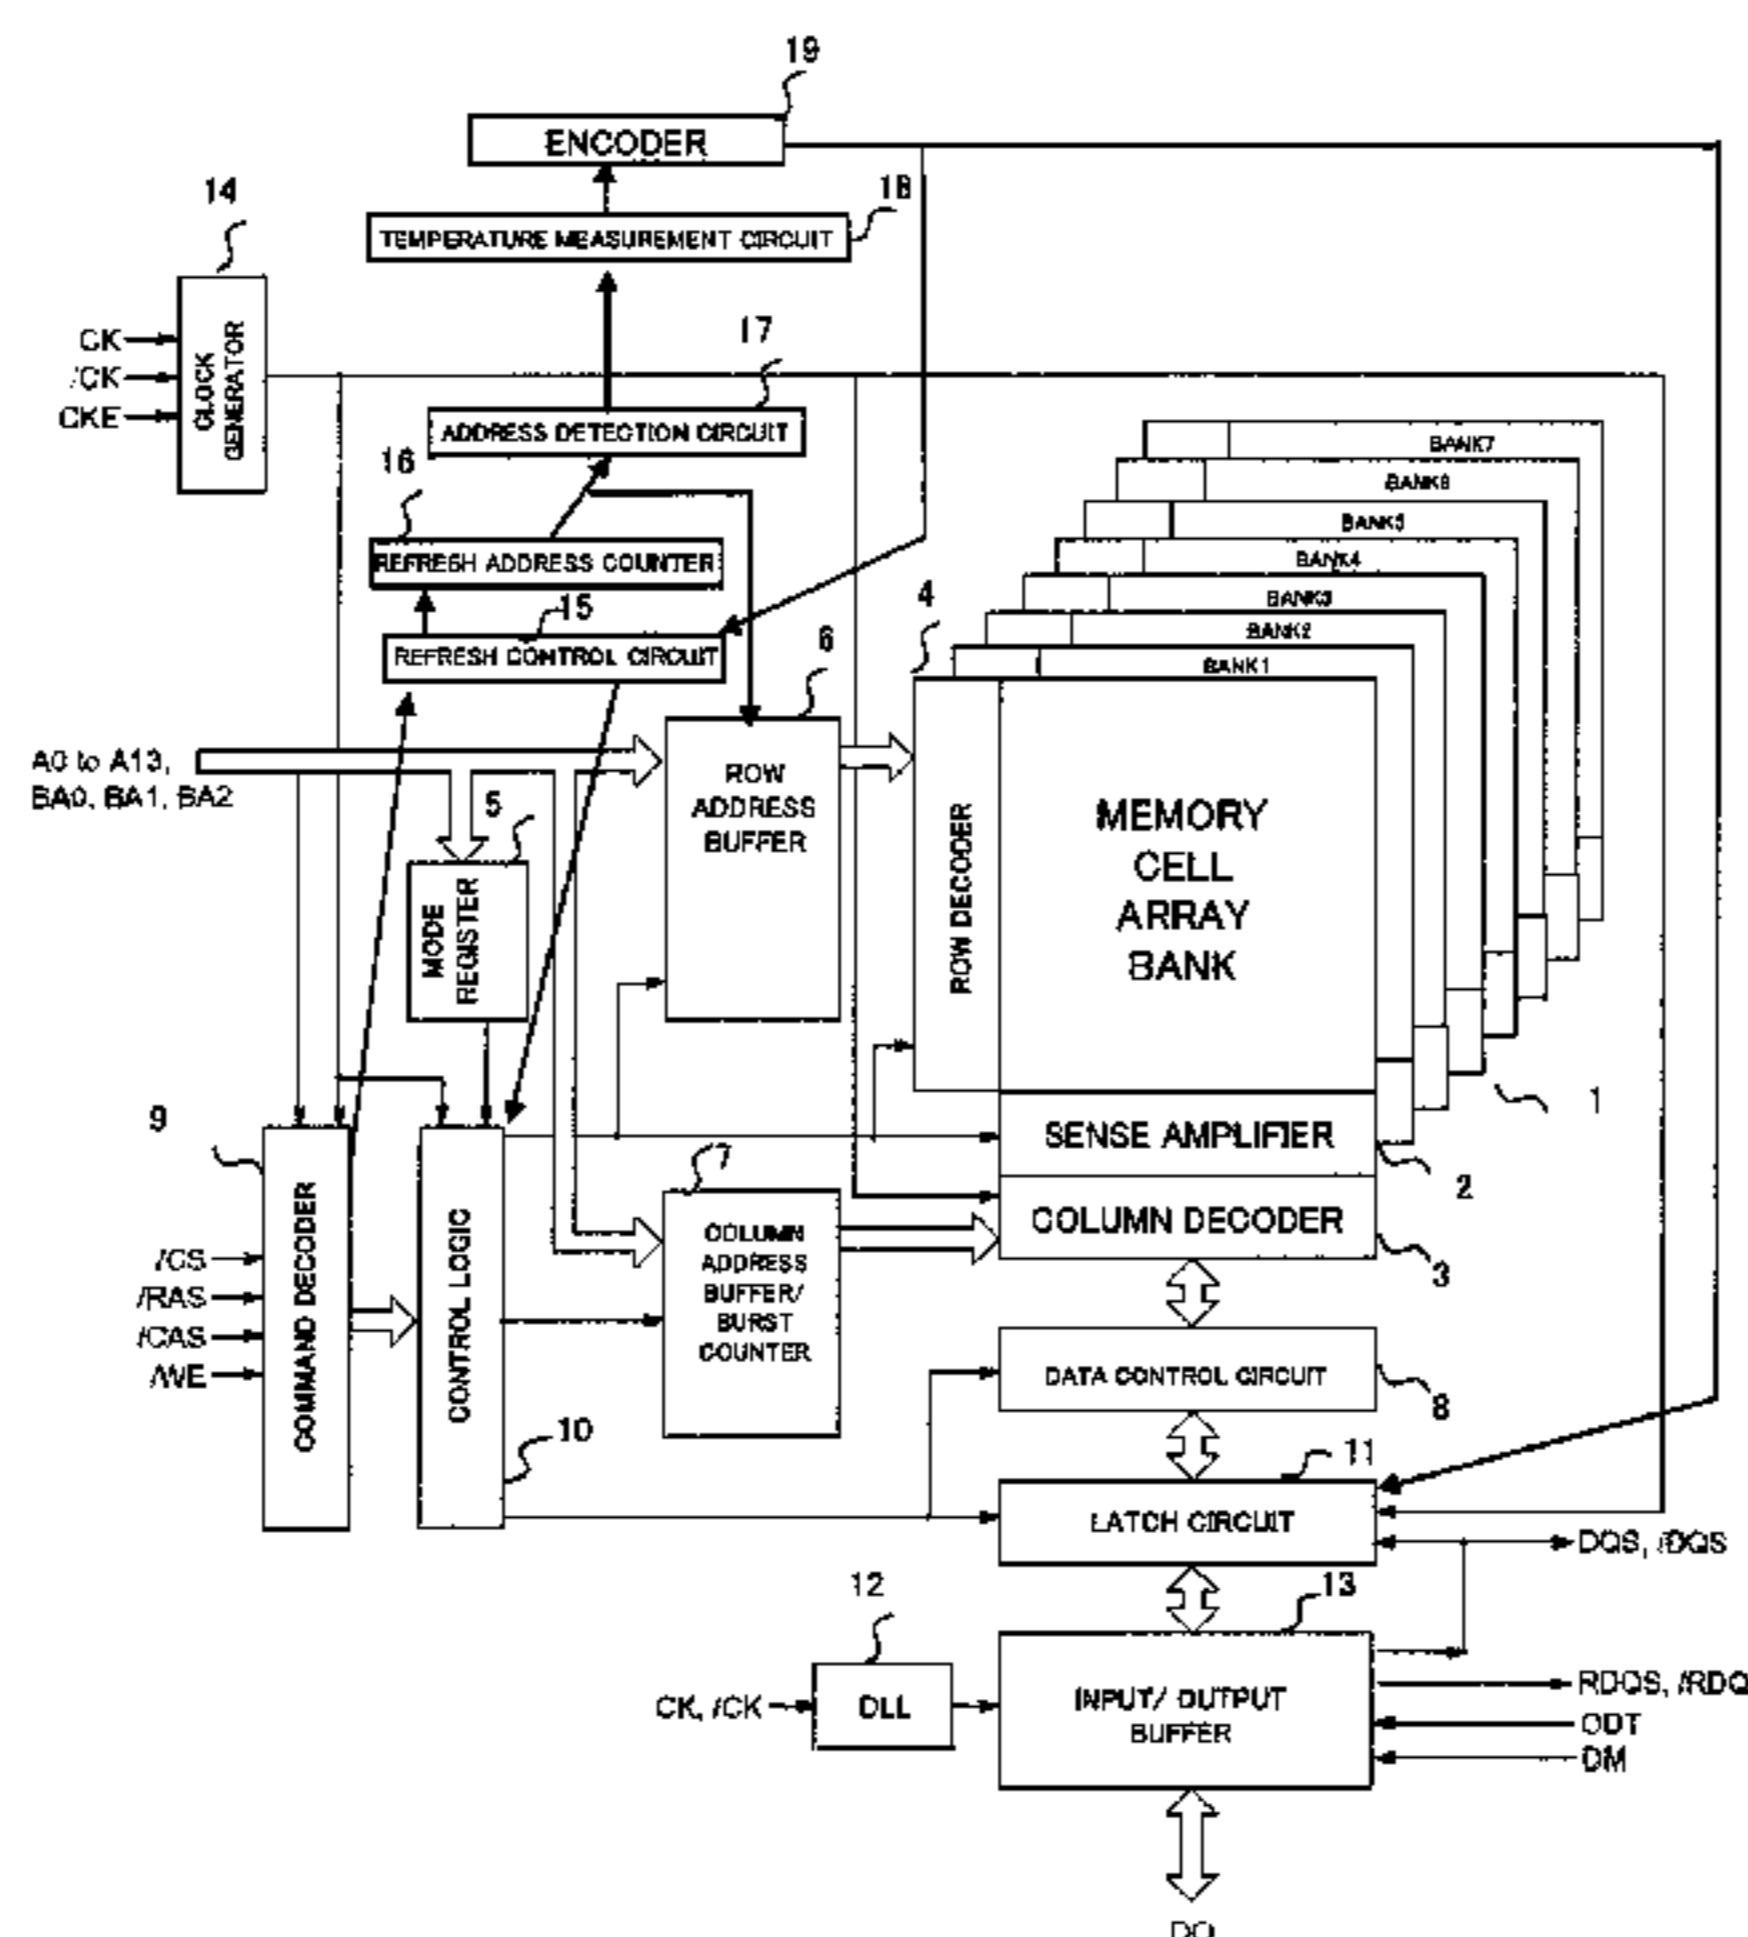 19
ENCODER
14
18
TEMPERATURE MEASUREMENT CIRCUIT
17
CK
/CK
CKE
CLOCK
GENERATOR
ADDRESS DETECTION CIRCUIT
16
BANK7
BANK6
BANK5
BANK4
BANK3
BANK2
BANK1
REFRESH ADDRESS COUNTER
15
4
6
REFRESH CONTROL CIRCUIT
A0 to A13,
BA0, BA1, BA2
5
ROW
ADDRESS
BUFFER
MODE
REGISTER
ROW DECODER
MEMORY
CELL
ARRAY
BANK
1
9
7
SENSE AMPLIFIER
2
COLUMN DECODER
3
COMMAND DECODER
CONTROL LOGIC
COLUMN
ADDRESS
BUFFER/
BURST
COUNTER
/CS
/RAS
/CAS
/WE
DATA CONTROL CIRCUIT
8
10
11
LATCH CIRCUIT
DQS, /DQS
12
13
CK, /CK
DLL
INPUT/ OUTPUT
BUFFER
RDQS, /RDQ
ODT
DM
DQ